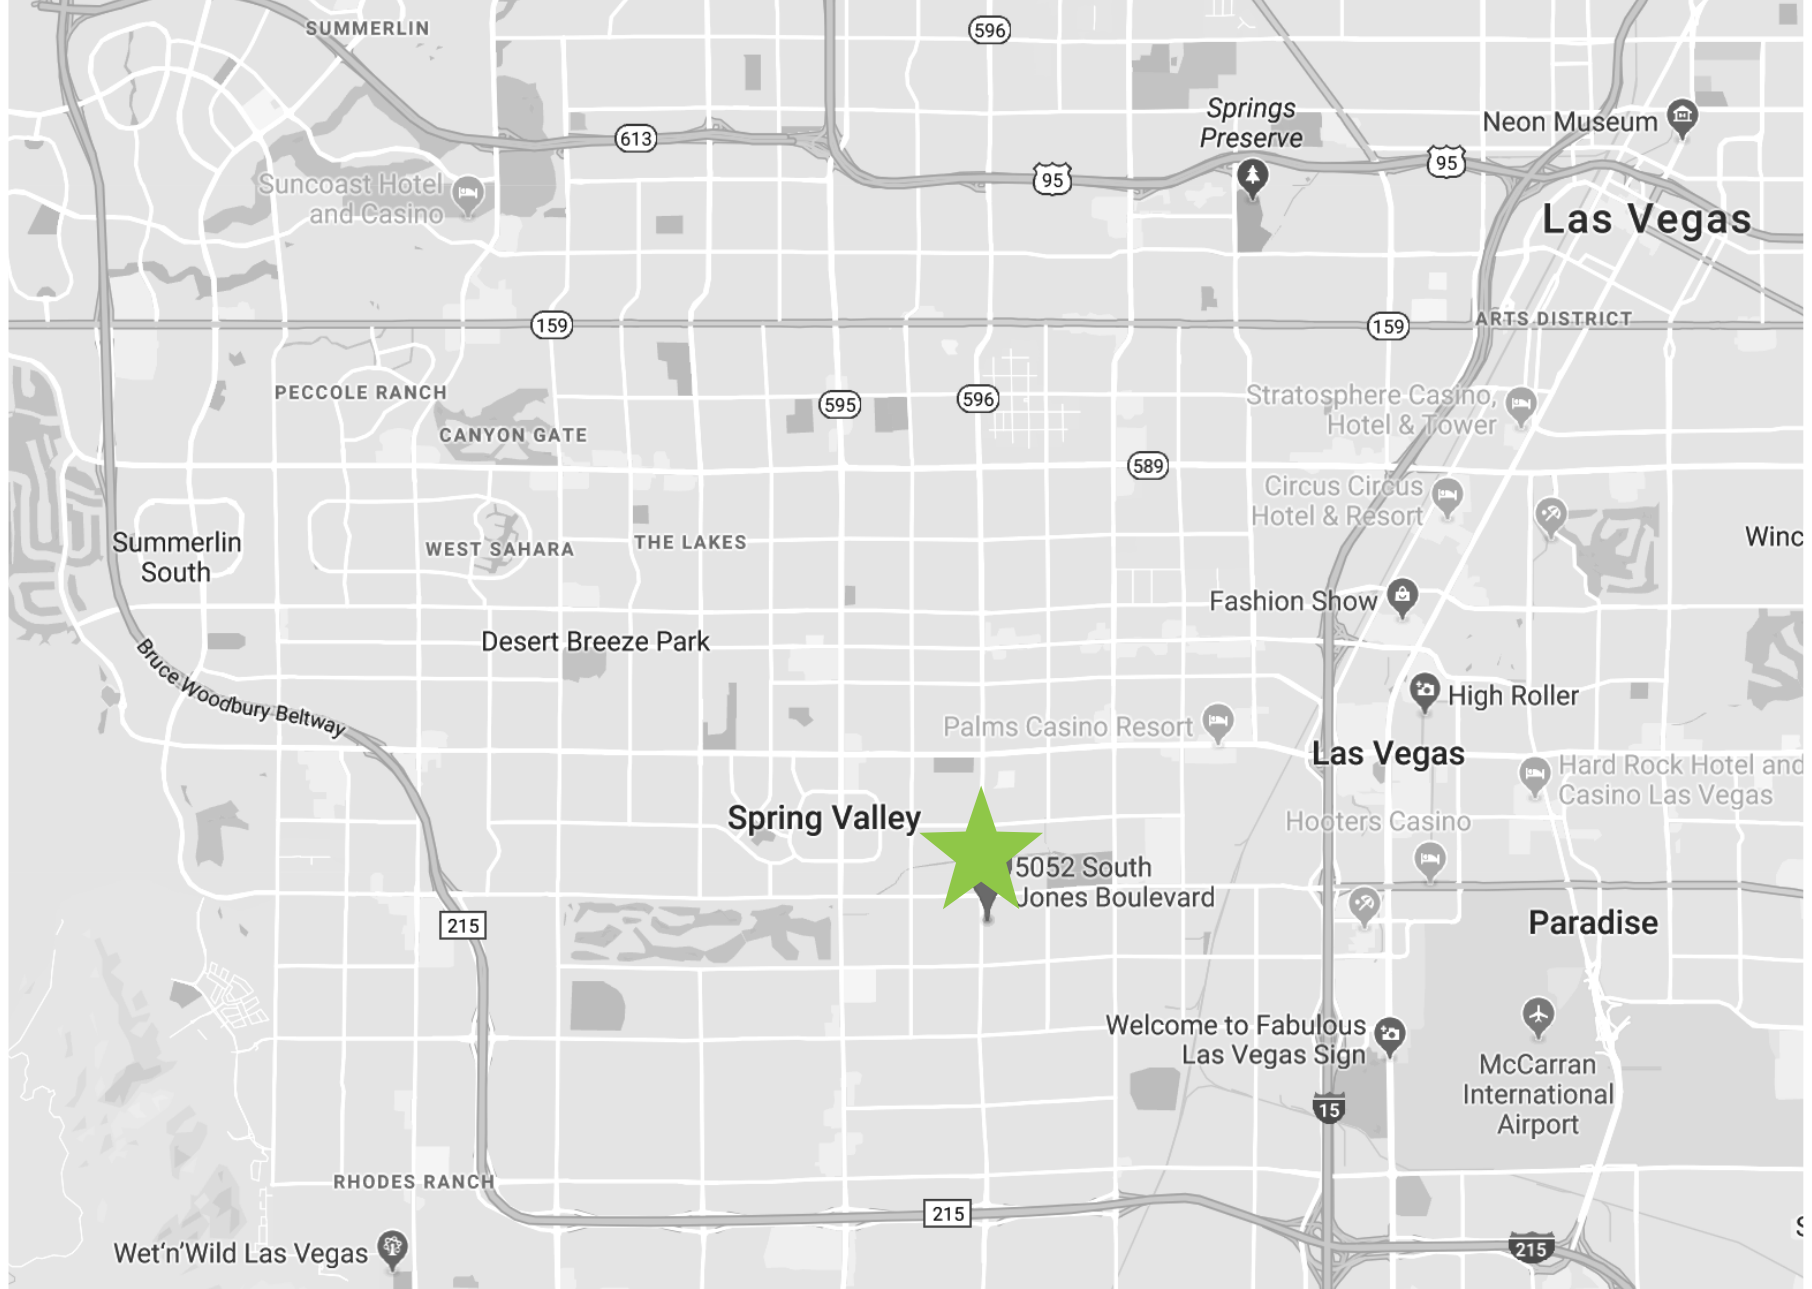 SUMMERLIN
596
Springs
Preserve
Neon Museum
613
95
95
Suncoast Hotel
and Casino
Las Vegas
159
159
ARTS DISTRICT
PECCOLE RANCH
595
596
Stratosphere Casino,
Hotel & Tower
CANYON GATE
589
Circus Circus
Hotel & Resort
Summerlin
South
WEST SAHARA
THE LAKES
Winc
Fashion Show
Desert Breeze Park
Bruce Woodbury Beltway
High Roller
Palms Casino Resort
Las Vegas
Hard Rock Hotel and
Casino Las Vegas
Spring Valley
Hooters Casino
5052 South
Jones Boulevard
215
Paradise
Welcome to Fabulous
Las Vegas Sign
McCarran
International
Airport
15
RHODES RANCH
215
215
Wet'n'Wild Las Vegas
S